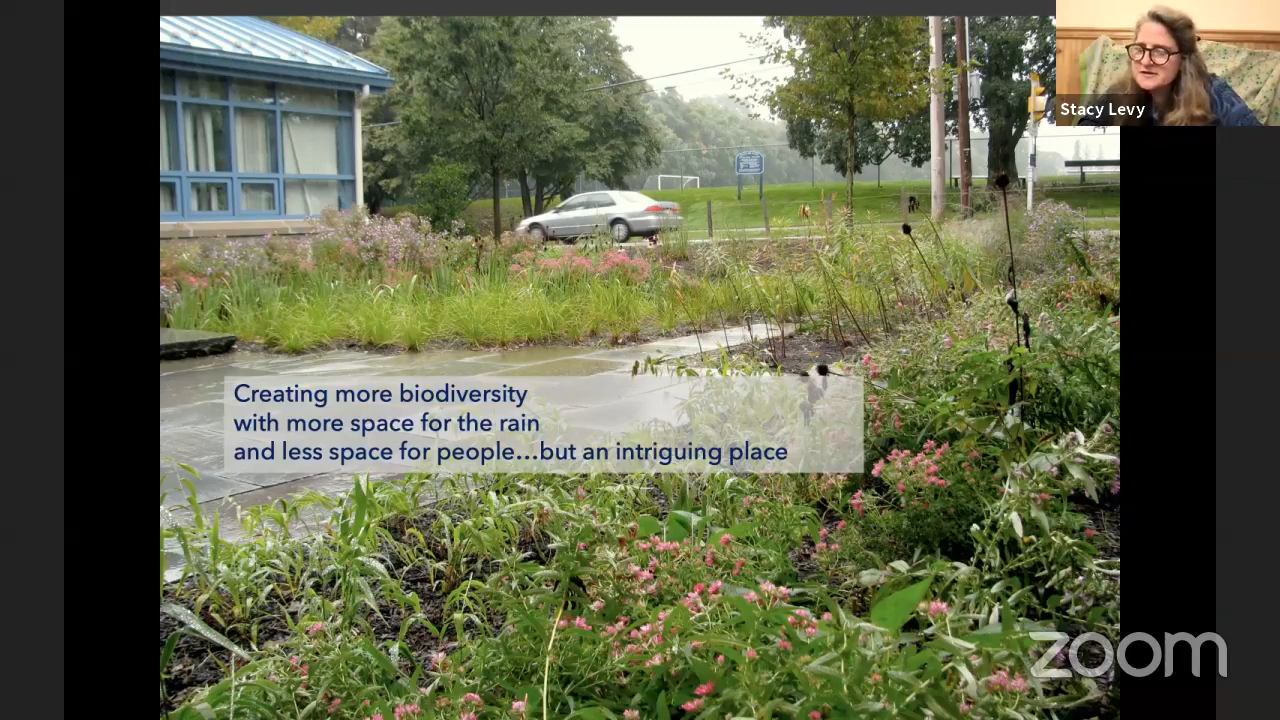 Stacy Levy
Creating more biodiversity
with more space for the rain
and less space for people...but an intriguing place
zoom